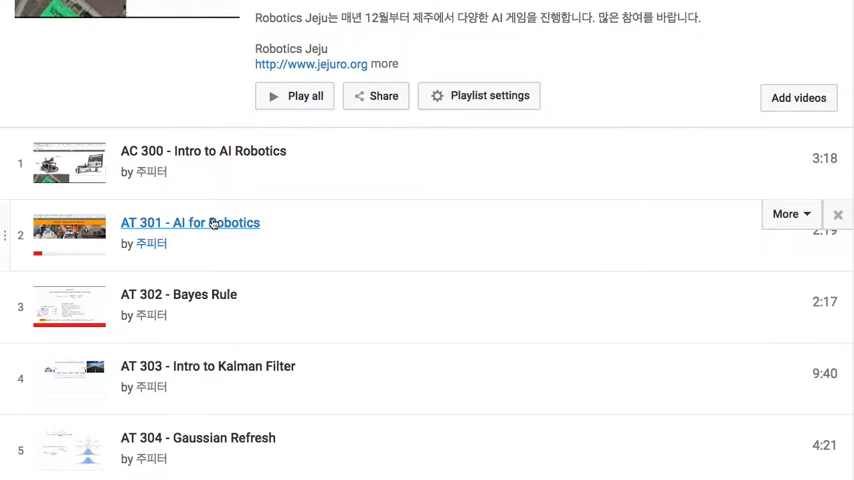 Robotics Jeju는 매년 12월부터 제주에서 다양한 AI 게임을 진행합니다. 많은 참여를 바랍니다.
Robotics Jeju
http://www.jejuro.org more
Play all
Share
Playlist settings
Add videos
1
AC 300 - Intro to AI Robotics
by 주피터
3:18
2
AT 301 - AI for Robotics
by 주피터
More
2:19
3
AT 302 - Bayes Rule
by 주피터
2:17
4
AT 303 - Intro to Kalman Filter
by 주피터
9:40
5
AT 304 - Gaussian Refresh
by 주피터
4:21